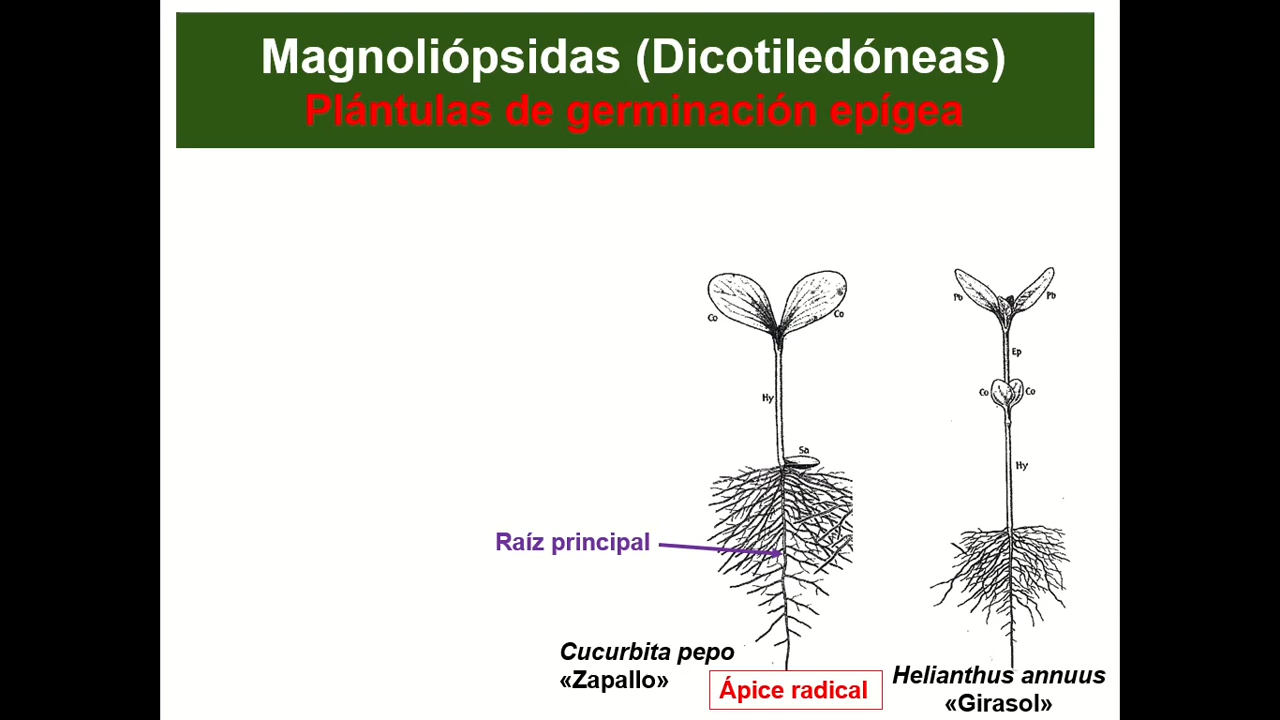 Magnoliópsidas (Dicotiledóneas)
Plántulas de germinación epígea
Co
Co
Hy
Sa
Raíz principal
Cucurbita pepo
«Zapallo»
Ápice radical
Pb
Pb
Ep
Co
Co
Hy
Helianthus annuus
«Girasol»